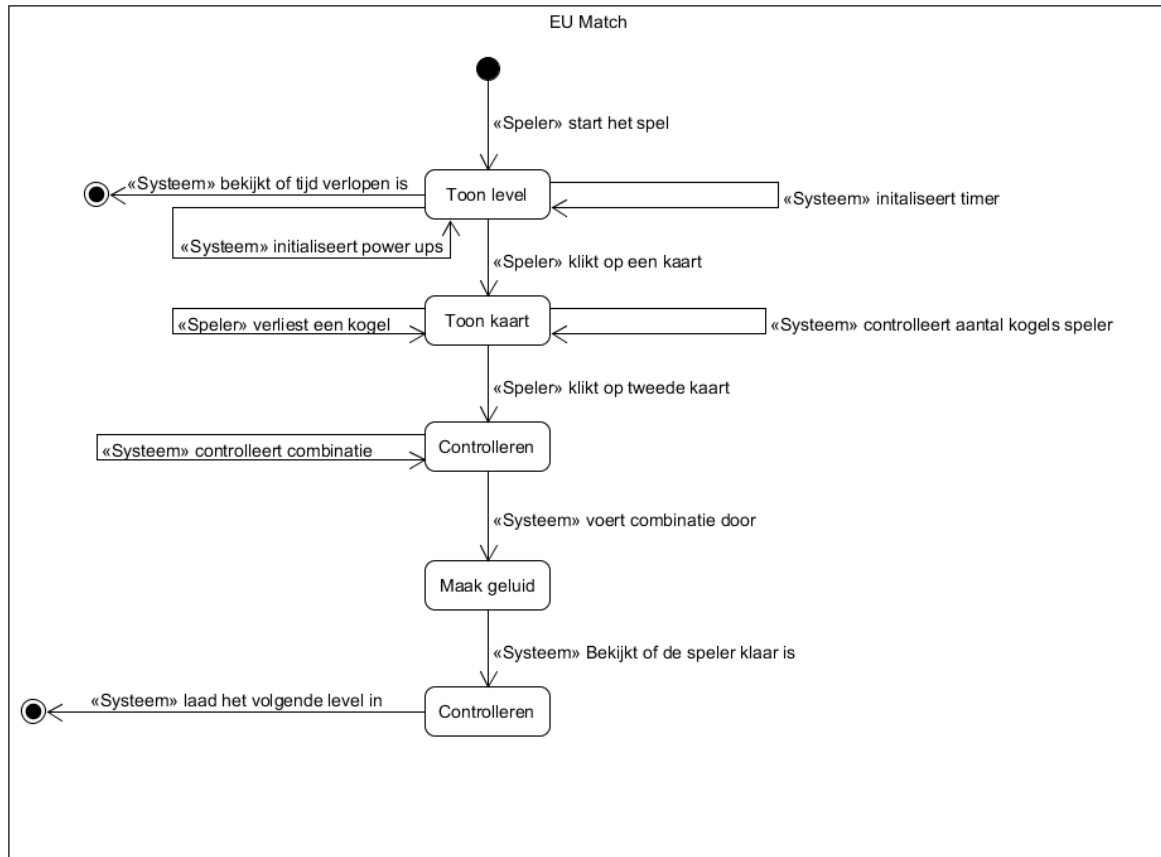 EU Match
«Speler» start het spel
«Systeem» bekijkt of tijd verlopen is
Toon level
«Systeem» initaliseert timer
«Systeem» initialiseert power ups
«Speler» klikt op een kaart
«Speler» verliest een kogel
Toon kaart
«Systeem» controlleert aantal kogels speler
«Speler» klikt op tweede kaart
«Systeem» controlleert combinatie
Controlleren
«Systeem» voert combinatie door
Maak geluid
«Systeem» Bekijkt of de speler klaar is
«Systeem» laad het volgende level in
Controlleren